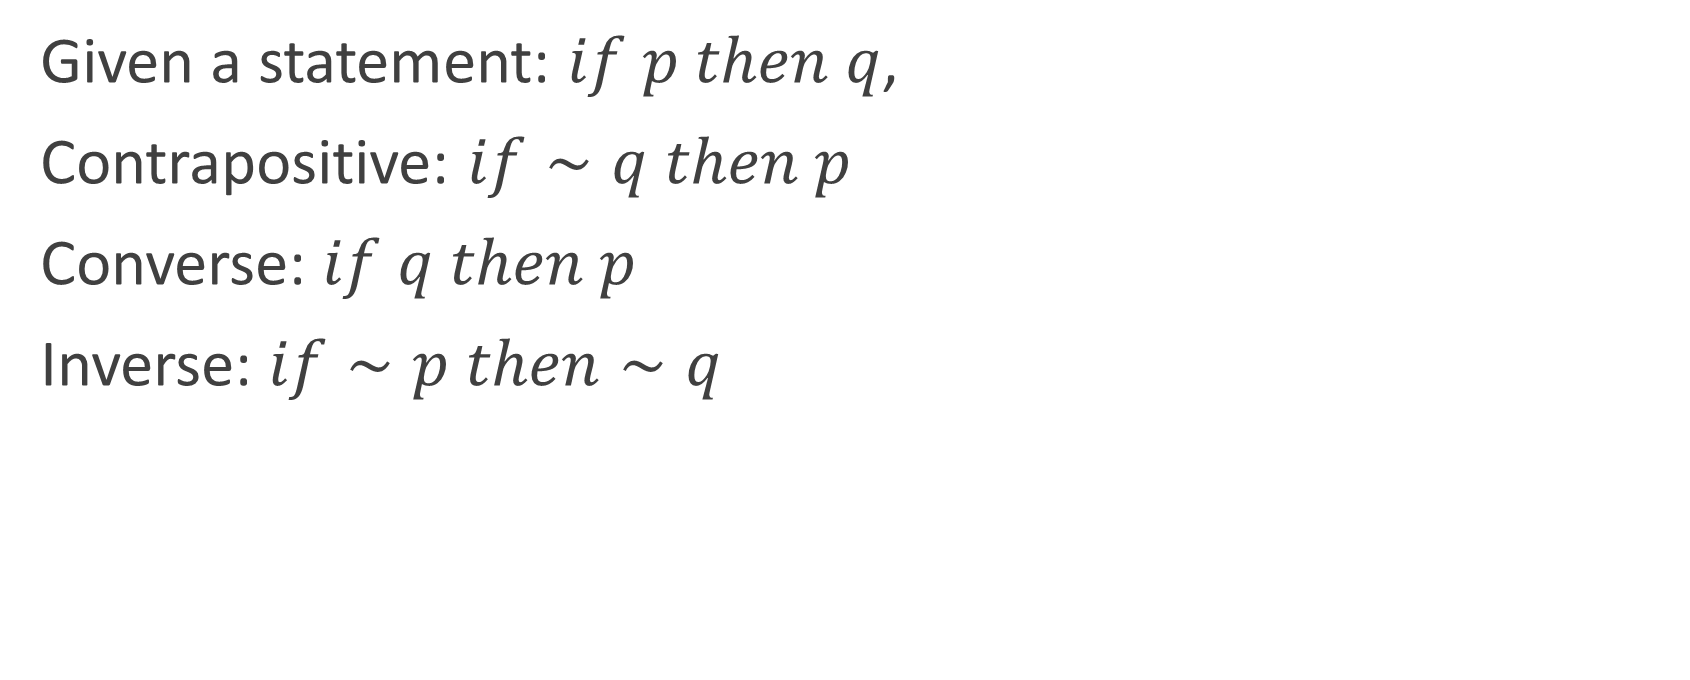 Given a statement: if p then q,
Contrapositive: if ~ q then p
Converse: if q then p
Inverse: if ~ p then ~ q